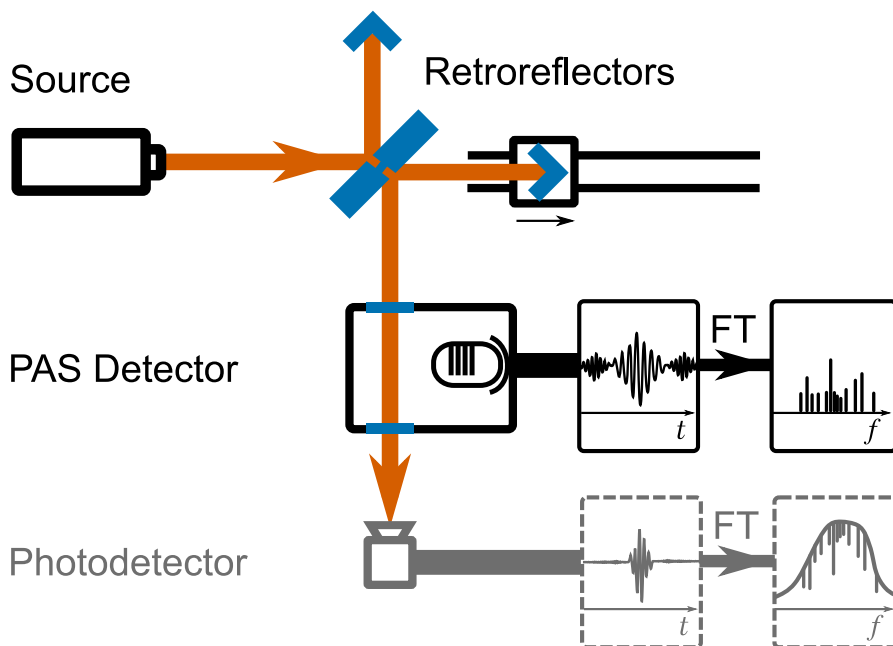 Source
Retroreflectors
PAS Detector
FT
t
f
Photodetector
FT
t
f